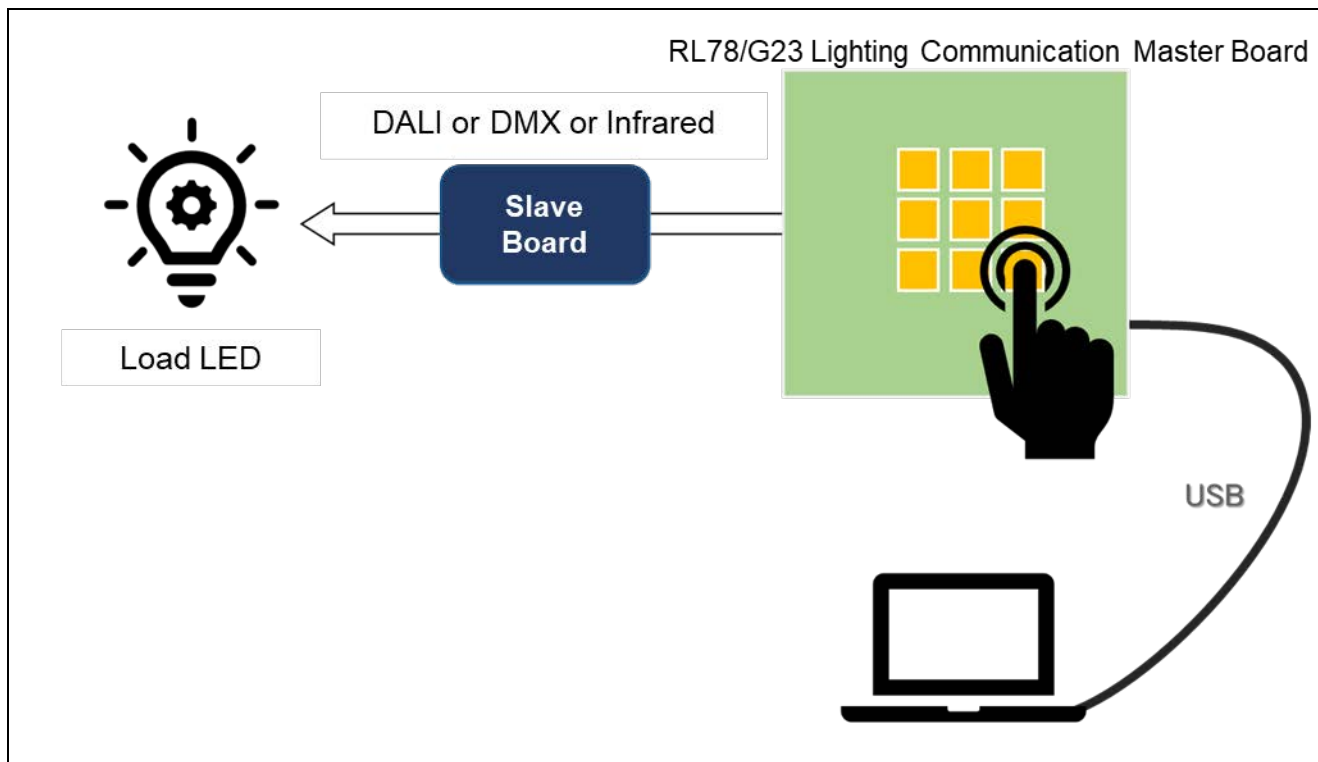 RL78/G23 Lighting Communication Master Board
DALI or DMX or Infrared
Slave
Board
Load LED
USB